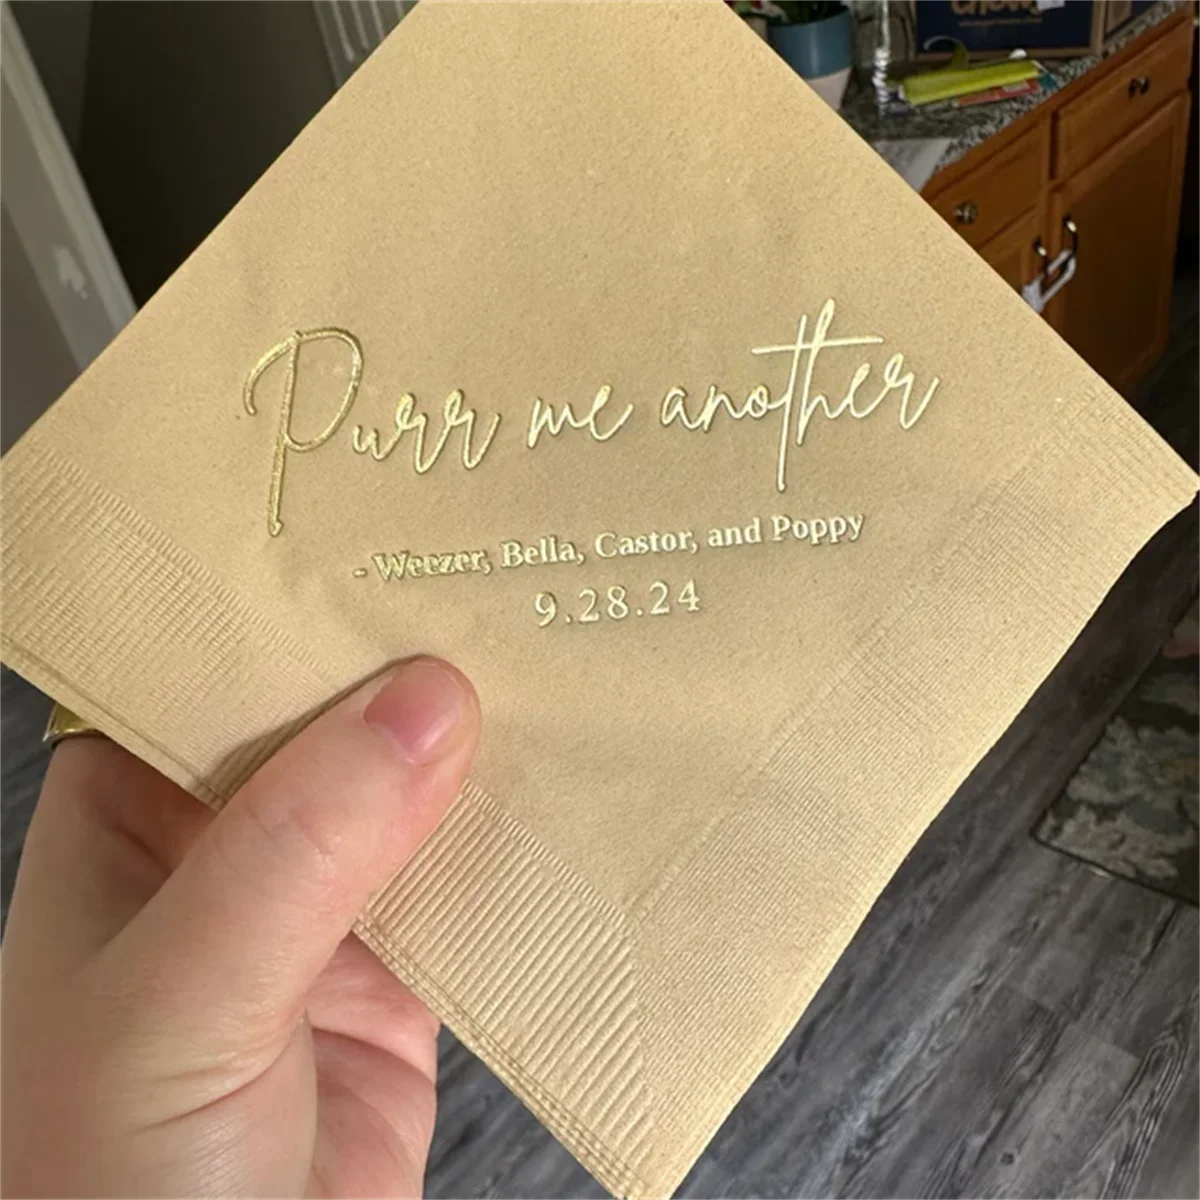 Purr me another
- Weezer, Bella, Castor, and Poppy
9.28.24